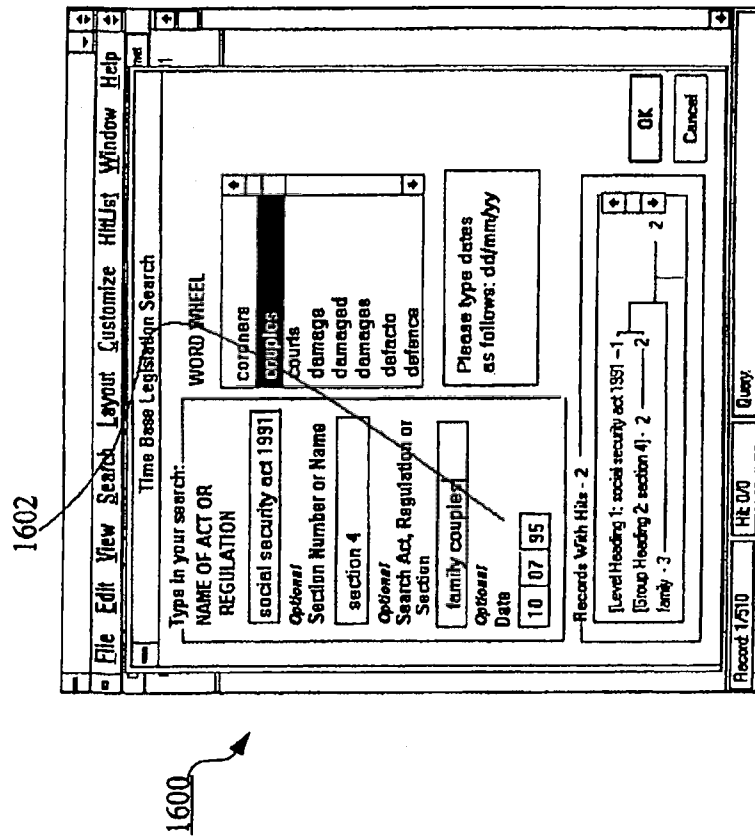 1600
1602
File Edit View Search Layout Customize HitList Window Help
Time Base Legislation Search
Type in your search:
NAME OF ACT OR
REGULATION
social security act 1991
Optional
Section Number or Name
section 4
Optional
Search Act, Regulation or
Section
family couples
Optional
Date
10 07 95
WORD WHEEL
coroners
couples
courts
damage
damaged
damages
defacto
defence
Please type dates
as follows: dd/mm/yy
Records With Hits - 2
[Level Heading 1: social security act 1991 - 1
[Group Heading 2: section 4] - 2
family - 3
2
2
OK
Cancel
Record: 1/510
Hit: 0/0
Query: